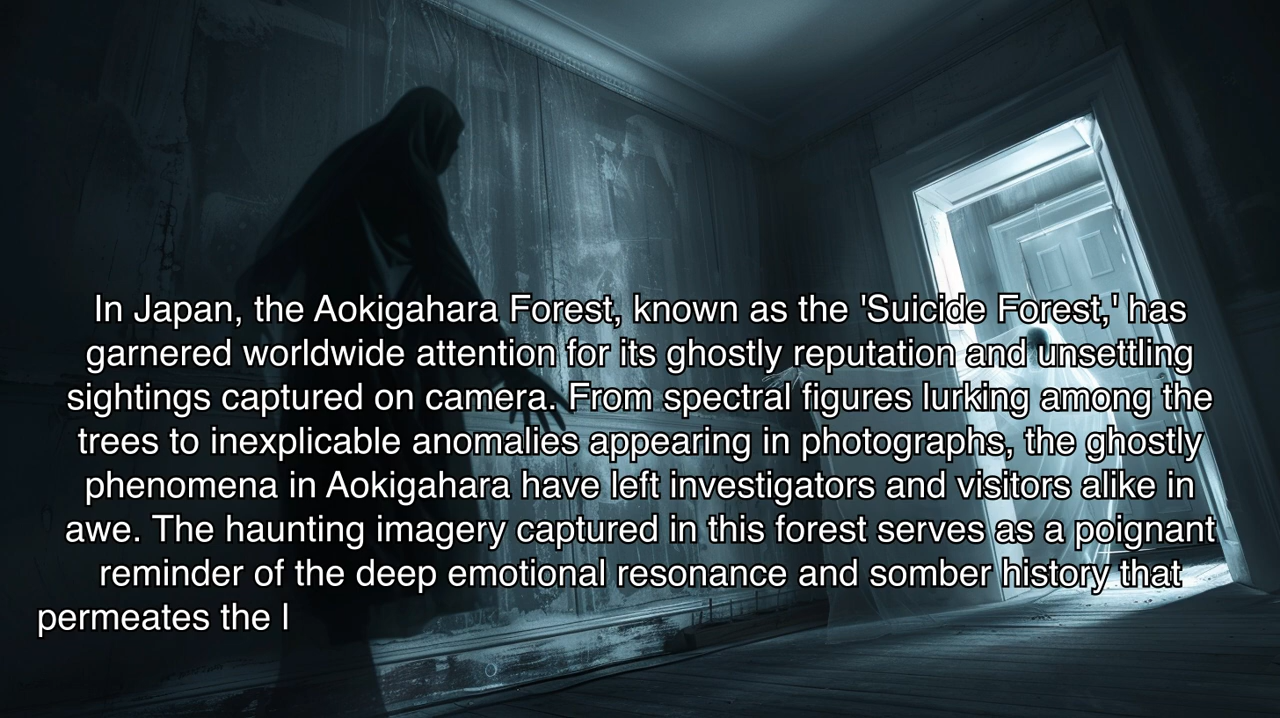 In Japan, the Aokigahara Forest, known as the 'Suicide Forest,' has
garnered worldwide attention for its ghostly reputation and unsettling
sightings captured on camera. From spectral figures lurking among the
trees to inexplicable anomalies appearing in photographs, the ghostly
phenomena in Aokigahara have left investigators and visitors alike in
awe. The haunting imagery captured in this forest serves as a poignant
reminder of the deep emotional resonance and somber history that
permeates the l